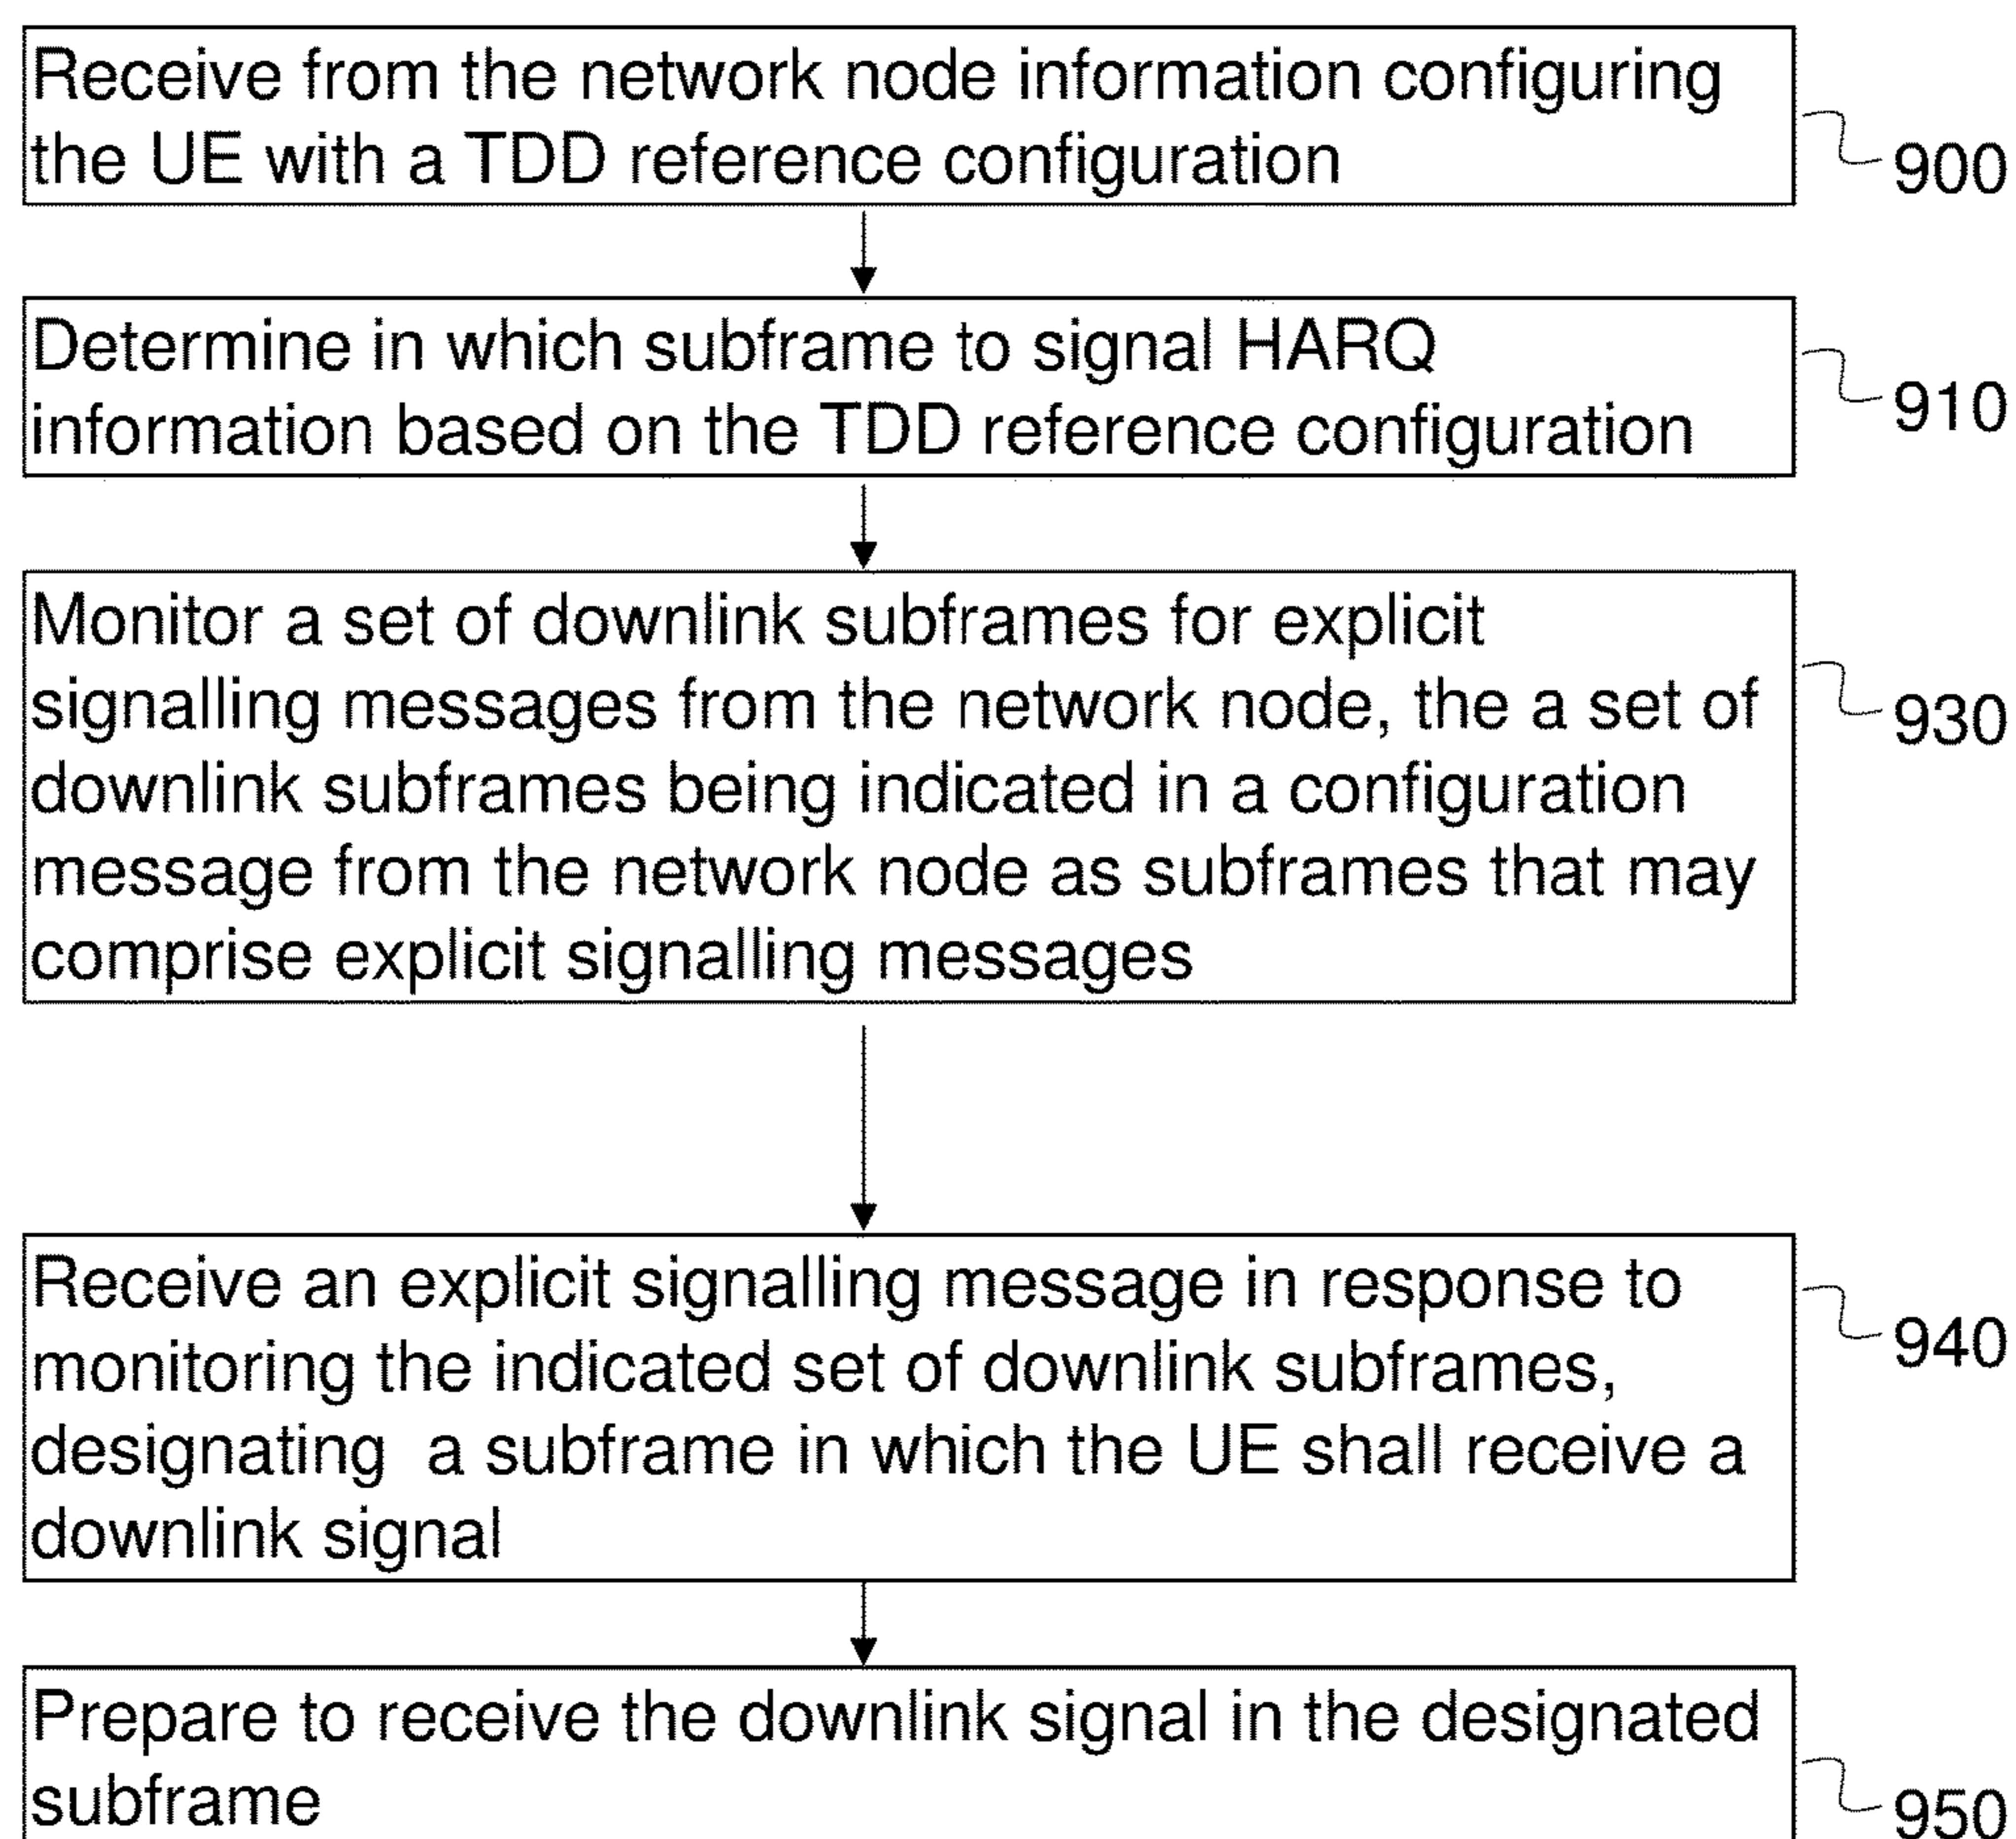 Receive from the network node information configuring
the UE with a TDD reference configuration
900
Determine in which subframe to signal HARQ
information based on the TDD reference configuration
910
Monitor a set of downlink subframes for explicit
signalling messages from the network node, the a set of
downlink subframes being indicated in a configuration
message from the network node as subframes that may
comprise explicit signalling messages
930
Receive an explicit signalling message in response to
monitoring the indicated set of downlink subframes,
designating a subframe in which the UE shall receive a
downlink signal
940
Prepare to receive the downlink signal in the designated
subframe
950